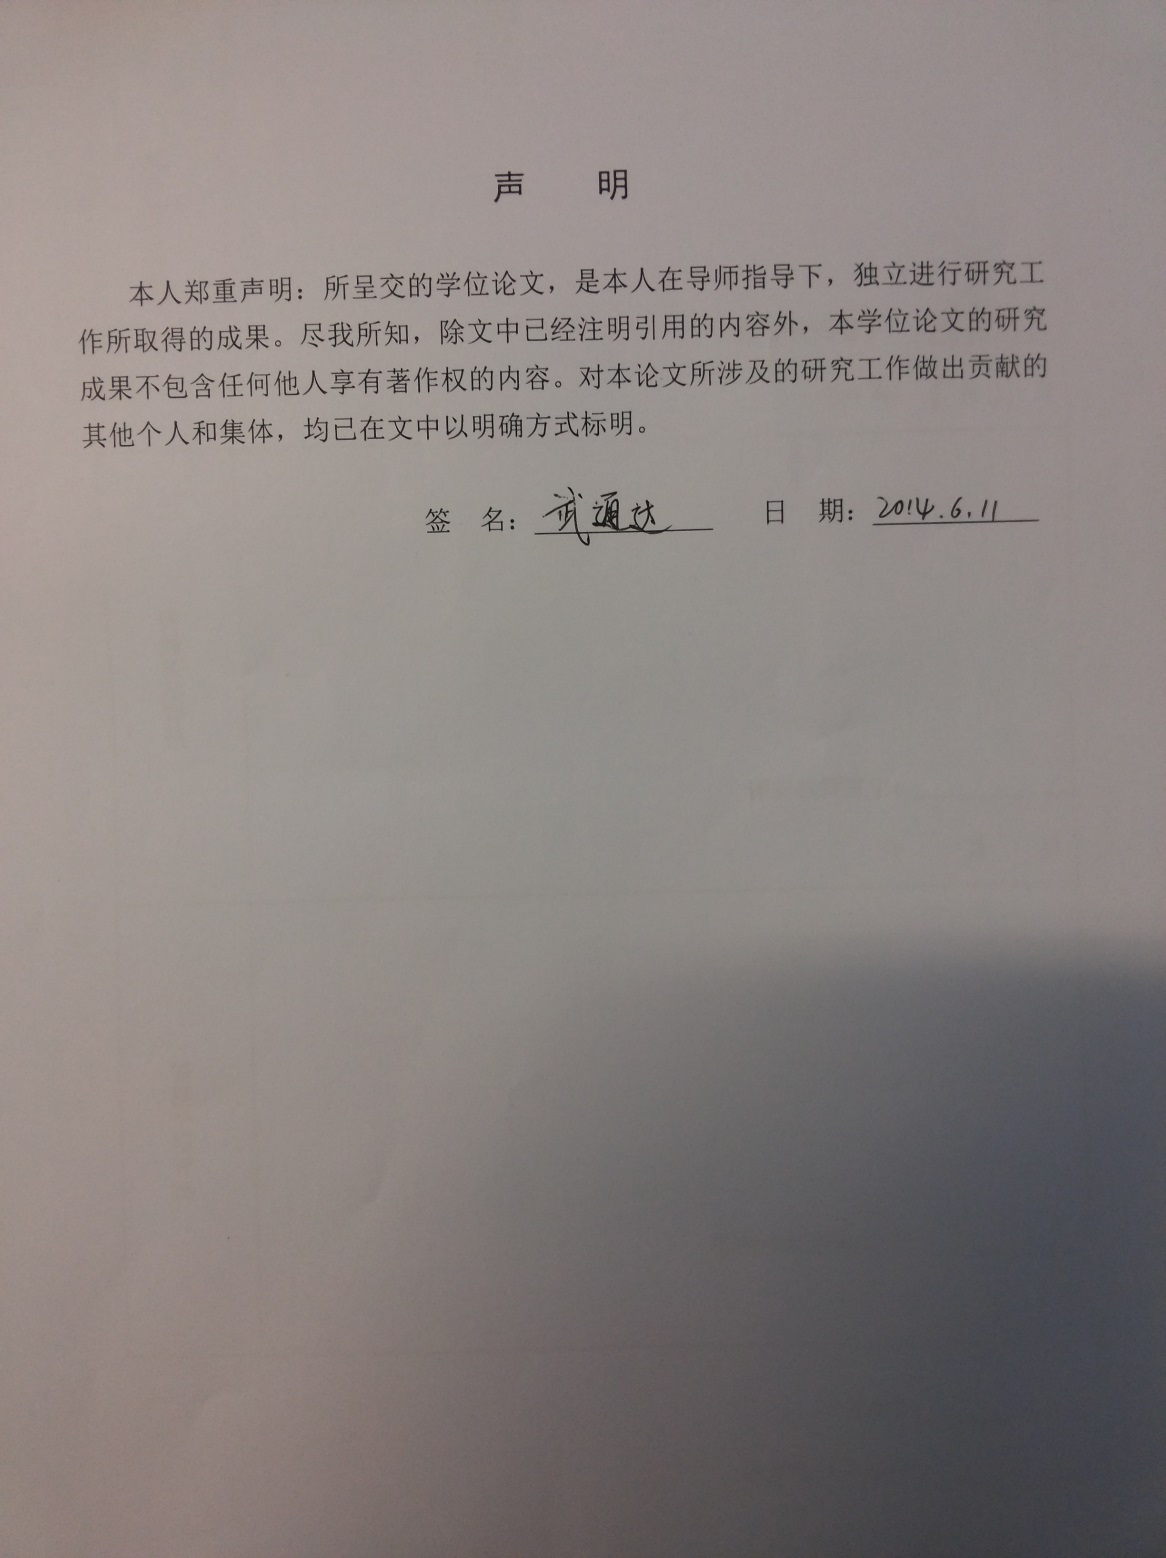 声 明
本人郑重声明：所呈交的学位论文，是本人在导师指导下，独立进行研究工
作所取得的成果。尽我所知，除文中已经注明引用的内容外，本学位论文的研究
成果不包含任何他人享有著作权的内容。对本论文所涉及的研究工作做出贡献的
其他个人和集体，均已在文中以明确方式标明。
签 名：武通达 日 期：2014.6.11